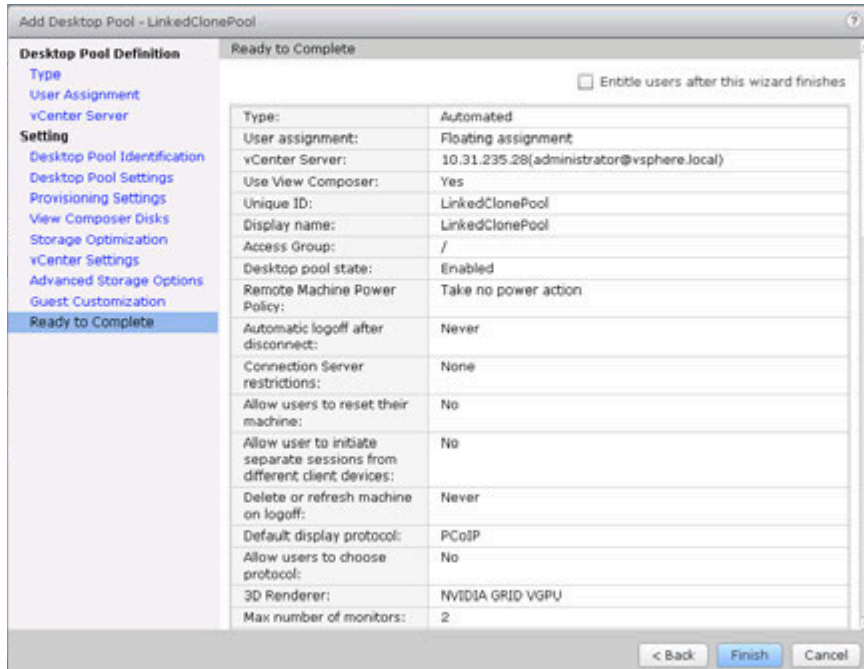 Add Desktop Pool - LinkedClonePool
?
Desktop Pool Definition
Type
User Assignment
vCenter Server
Setting
Desktop Pool Identification
Desktop Pool Settings
Provisioning Settings
View Composer Disks
Storage Optimization
vCenter Settings
Advanced Storage Options
Guest Customization
Ready to Complete
Ready to Complete
Entitle users after this wizard finishes
Type: Automated
User assignment: Floating assignment
vCenter Server: 10.31.235.28(administrator@vsphere.local)
Use View Composer: Yes
Unique ID: LinkedClonePool
Display name: LinkedClonePool
Access Group: /
Desktop pool state: Enabled
Remote Machine Power Take no power action
Policy:
Automatic logoff after Never
disconnect:
Connection Server None
restrictions:
Allow users to reset their No
machine:
Allow user to initiate No
separate sessions from
different client devices:
Delete or refresh machine Never
on logoff:
Default display protocol: PCoIP
Allow users to choose No
protocol:
3D Renderer: NVIDIA GRID VGPU
Max number of monitors: 2
< Back Finish Cancel